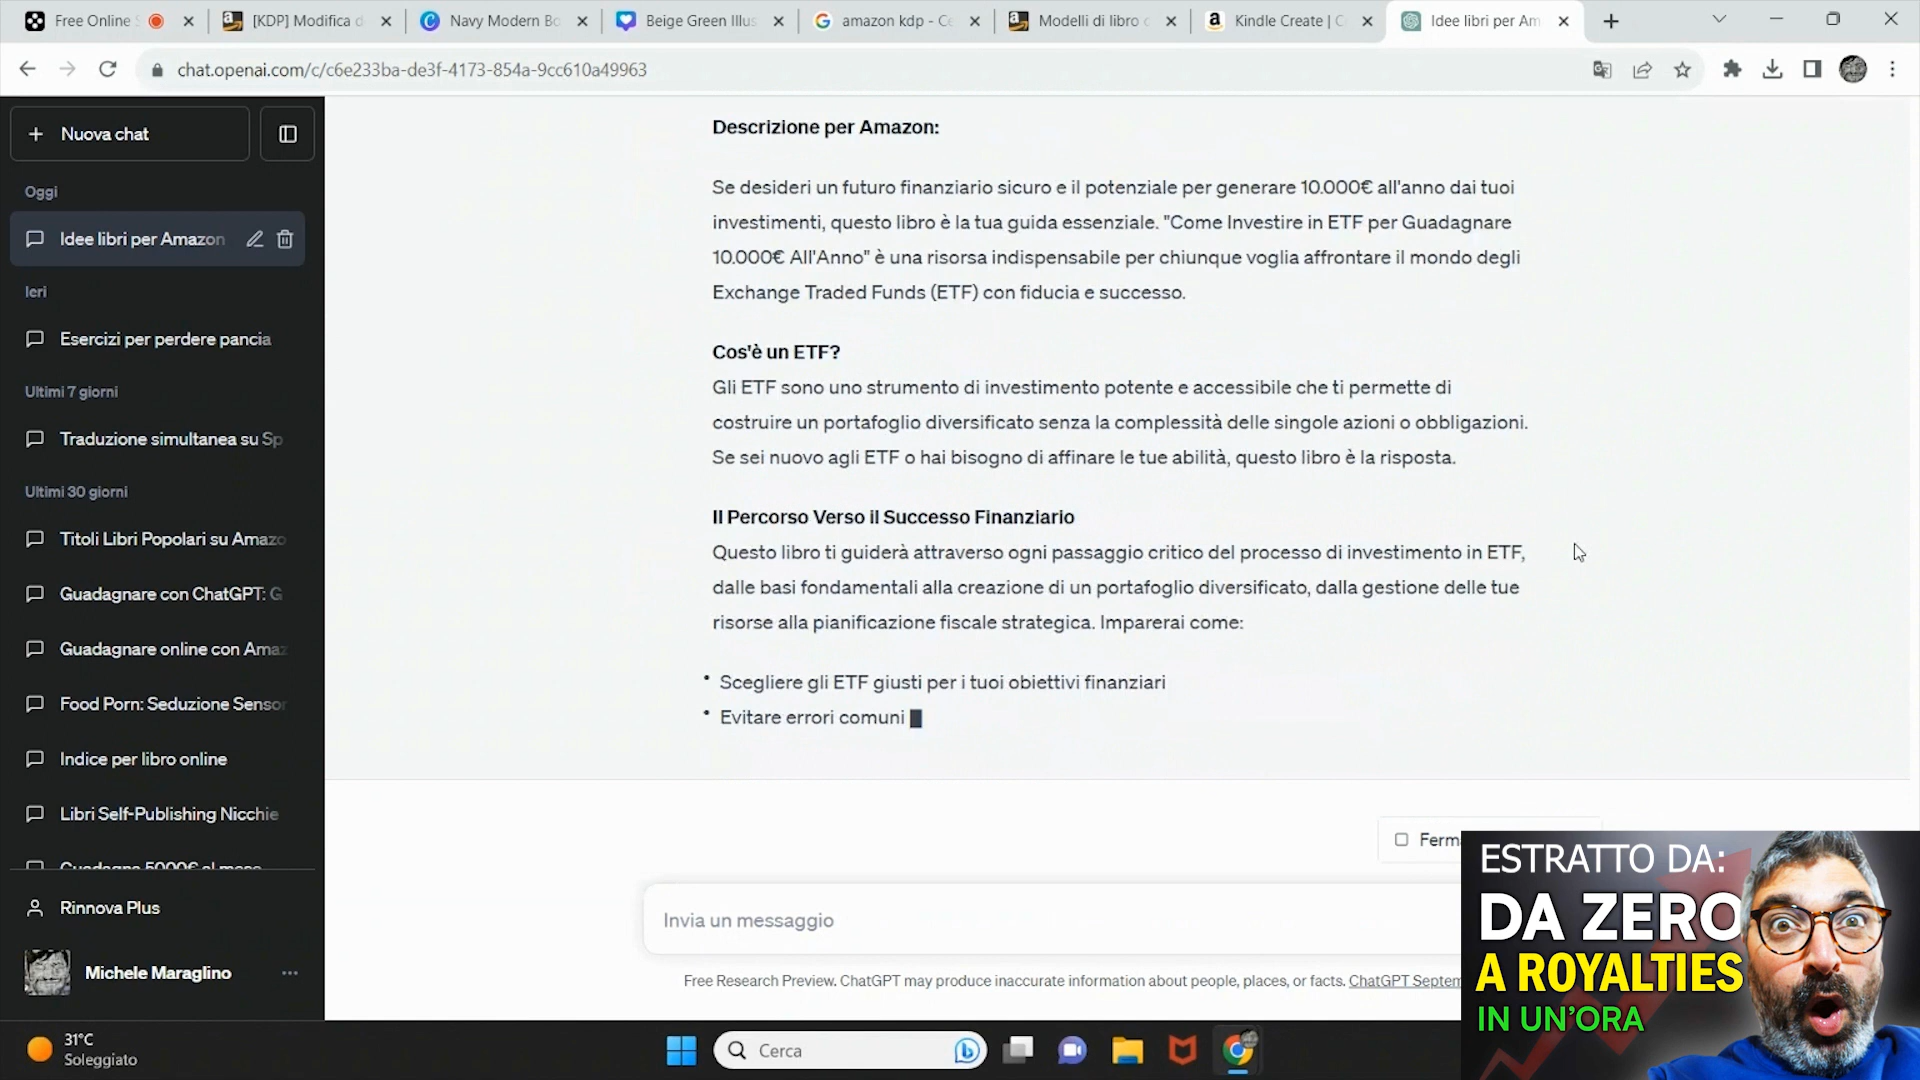 Free Online S
[KDP] Modifica d
Navy Modern Bo
Beige Green Illus
amazon kdp - Ce
Modelli di libro c
Kindle Create | C
Idee libri per Am
chat.openai.com/c/c6e233ba-de3f-4173-854a-9cc610a49963
Nuova chat
Oggi
Idee libri per Amazon
Ieri
Esercizi per perdere pancia
Ultimi 7 giorni
Traduzione simultanea su Sp
Ultimi 30 giorni
Titoli Libri Popolari su Amazo
Guadagnare con ChatGPT: G
Guadagnare online con Amaz
Food Porn: Seduzione Sensor
Indice per libro online
Libri Self-Publishing Nicchie
Guadagna 5000€ al mese
Rinnova Plus
Michele Maraglino
Descrizione per Amazon:
Se desideri un futuro finanziario sicuro e il potenziale per generare 10.000€ all'anno dai tuoi
investimenti, questo libro è la tua guida essenziale. "Come Investire in ETF per Guadagnare
10.000€ All'Anno" è una risorsa indispensabile per chiunque voglia affrontare il mondo degli
Exchange Traded Funds (ETF) con fiducia e successo.
Cos'è un ETF?
Gli ETF sono uno strumento di investimento potente e accessibile che ti permette di
costruire un portafoglio diversificato senza la complessità delle singole azioni o obbligazioni.
Se sei nuovo agli ETF o hai bisogno di affinare le tue abilità, questo libro è la risposta.
Il Percorso Verso il Successo Finanziario
Questo libro ti guiderà attraverso ogni passaggio critico del processo di investimento in ETF,
dalle basi fondamentali alla creazione di un portafoglio diversificato, dalla gestione delle tue
risorse alla pianificazione fiscale strategica. Imparerai come:
• Scegliere gli ETF giusti per i tuoi obiettivi finanziari
• Evitare errori comuni
Ferma
Invia un messaggio
Free Research Preview. ChatGPT may produce inaccurate information about people, places, or facts. ChatGPT Septem
ESTRATTO DA:
DA ZERO
A ROYALTIES
IN UN'ORA
31°C
Soleggiato
Cerca